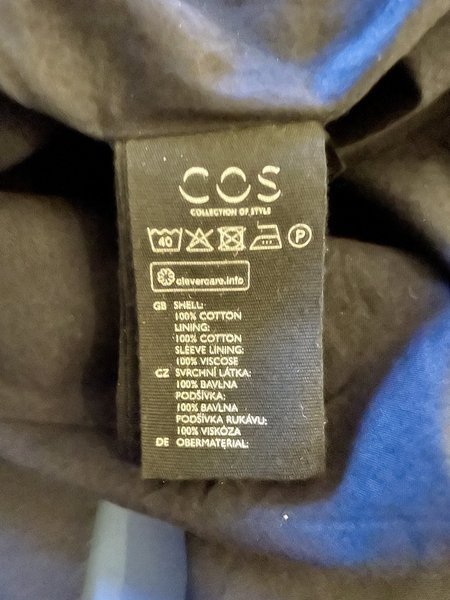 COS
COLLECTION OF STYLE
40 P
clevercare.info
GB SHELL:
100% COTTON
LINING:
100% COTTON
SLEEVE LINING:
100% VISCOSE
CZ SVRCHNÍ LÁTKA:
100% BAVLNA
PODŠÍVKA:
100% BAVLNA
PODŠÍVKA RUKÁVU:
100% VISKÓZA
DE OBERMATERIAL: